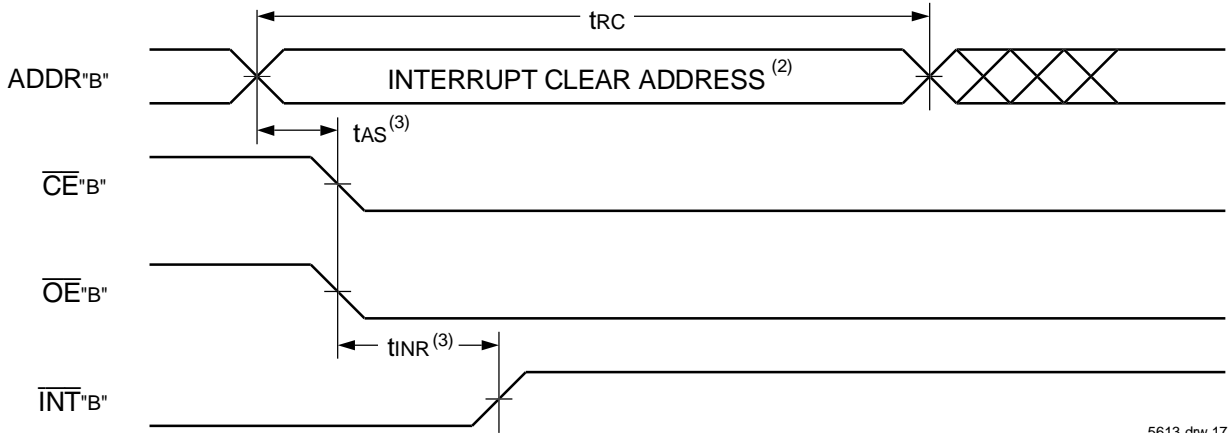 tRC
ADDR"B"
INTERRUPT CLEAR ADDRESS (2)
tAS(3)
CE"B"
OE"B"
tINR(3)
INT"B"
5613 drw 17